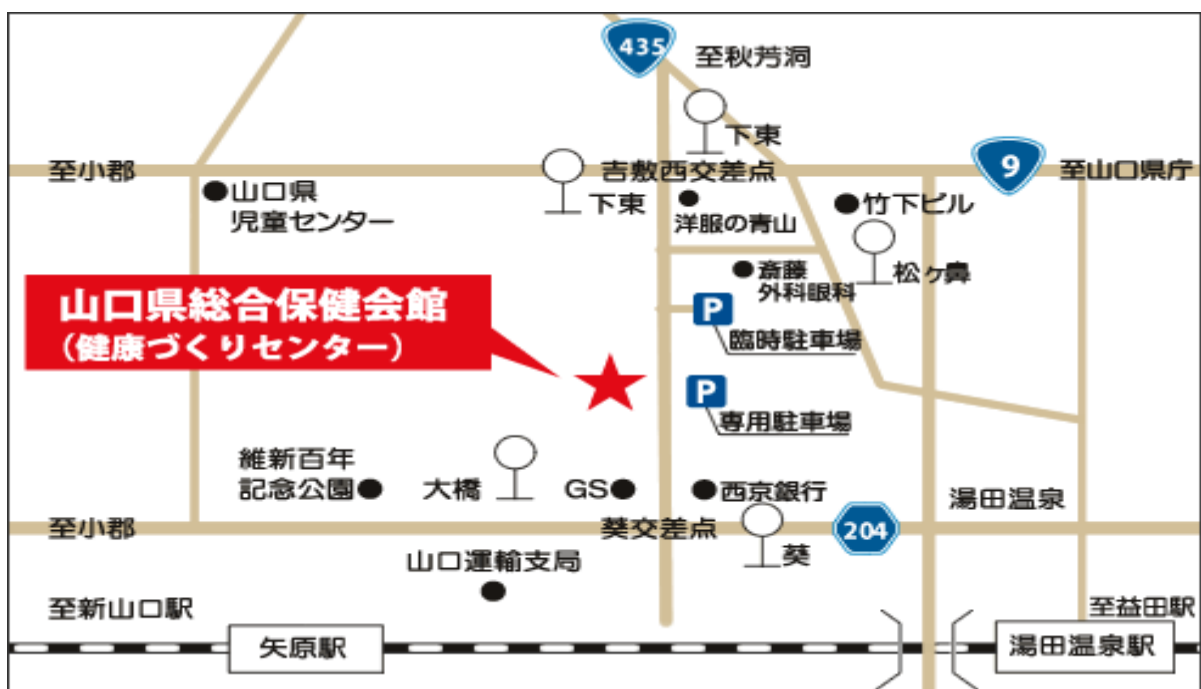 435
至秋芳洞
下東
至小郡
吉敷西交差点
9
至山口県庁
山口県
児童センター
下東
洋服の青山
竹下ビル
斎藤
外科眼科
松ヶ鼻
山口県総合保健会館
（健康づくりセンター）
P
臨時駐車場
P
専用駐車場
維新百年
記念公園
大橋
GS
西京銀行
湯田温泉
至小郡
葵交差点
204
葵
山口運輸支局
至新山口駅
至益田駅
矢原駅
湯田温泉駅